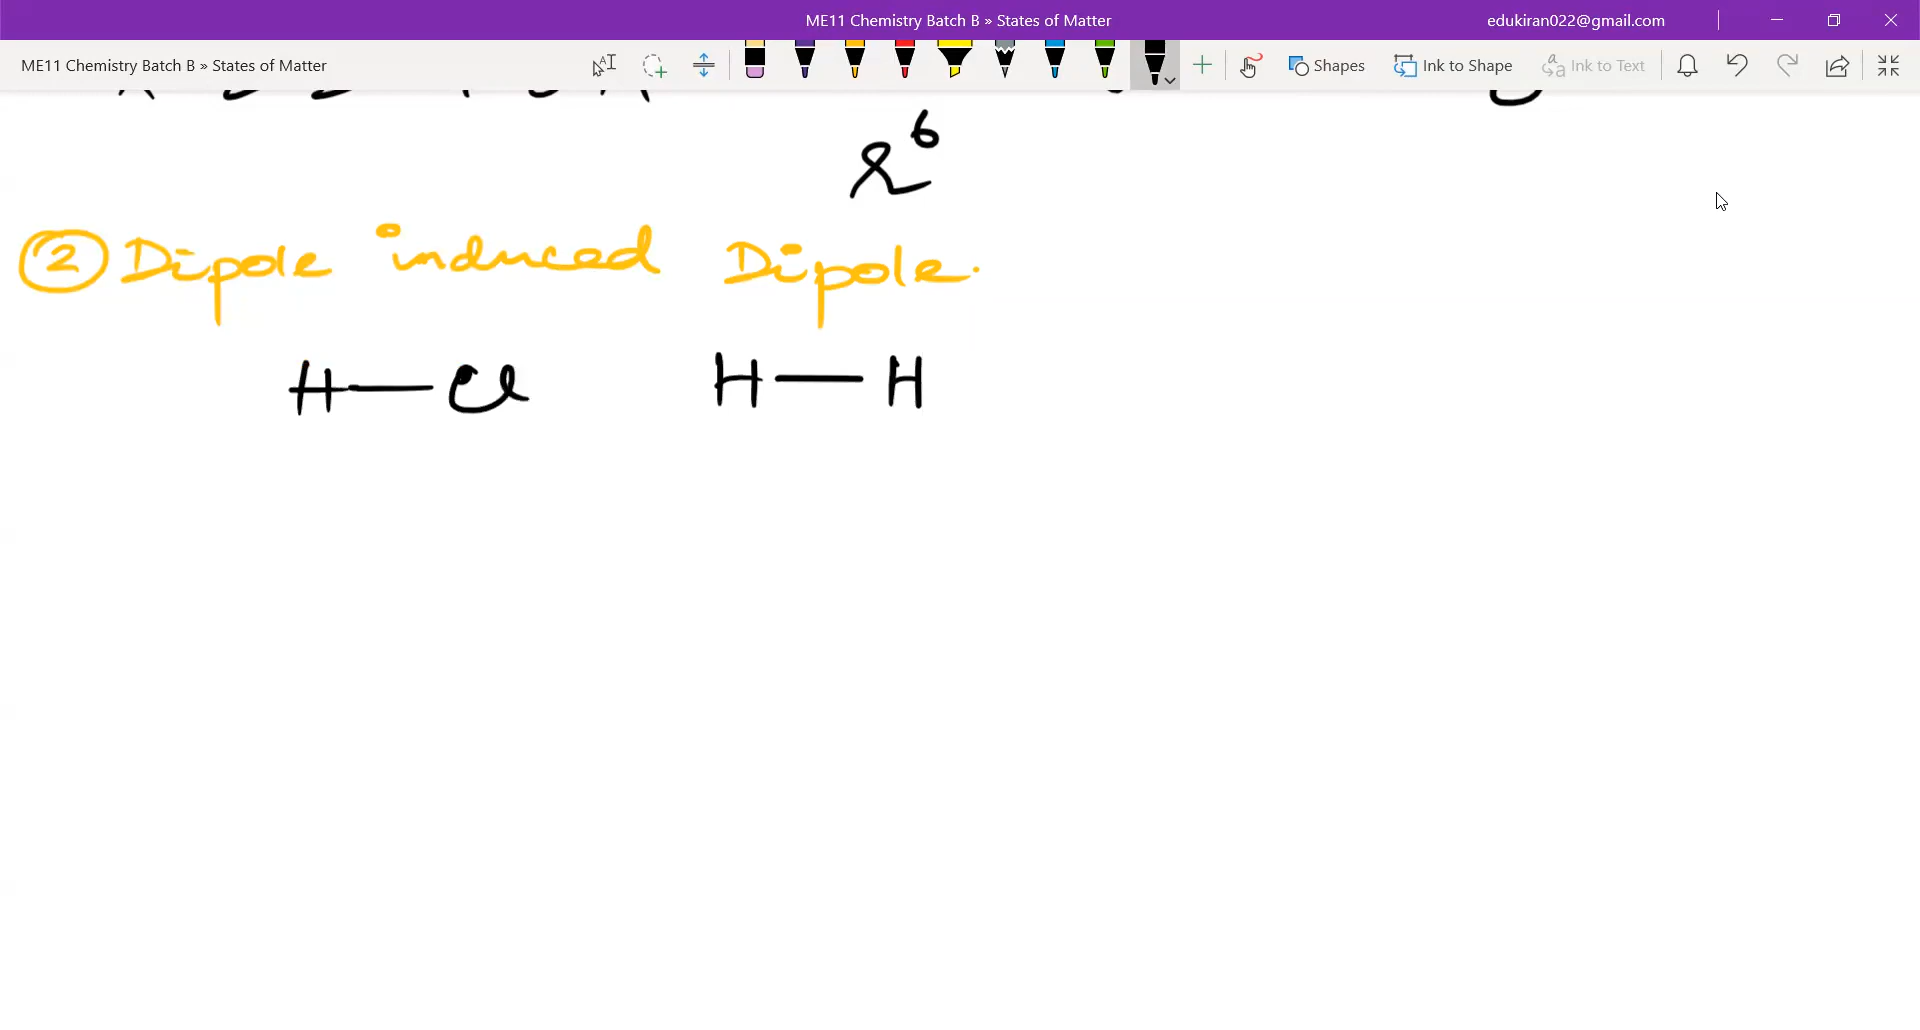 ME11 Chemistry Batch B » States of Matter
edukiran022@gmail.com
ME11 Chemistry Batch B » States of Matter
Shapes
Ink to Shape
Ink to Text
r⁶
② Dipole induced Dipole.
H—Cl H—H